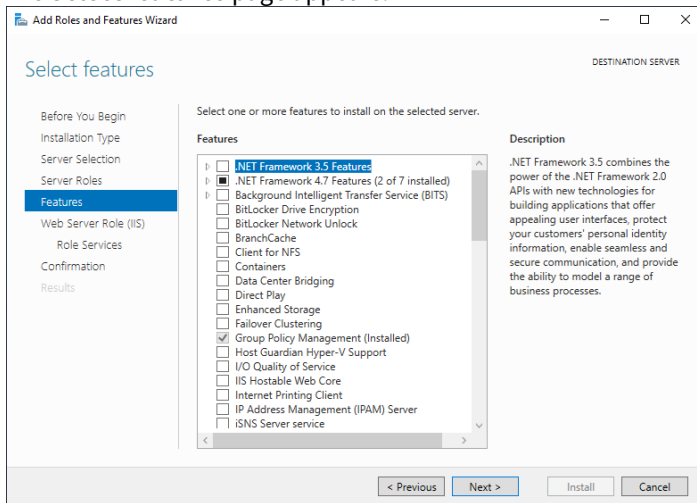 Add Roles and Features Wizard
Select features
DESTINATION SERVER
Before You Begin
Installation Type
Server Selection
Server Roles
Features
Web Server Role (IIS)
Role Services
Confirmation
Results
Select one or more features to install on the selected server.
Features
.NET Framework 3.5 Features
.NET Framework 4.7 Features (2 of 7 installed)
Background Intelligent Transfer Service (BITS)
BitLocker Drive Encryption
BitLocker Network Unlock
BranchCache
Client for NFS
Containers
Data Center Bridging
Direct Play
Enhanced Storage
Failover Clustering
Group Policy Management (Installed)
Host Guardian Hyper-V Support
I/O Quality of Service
IIS Hostable Web Core
Internet Printing Client
IP Address Management (IPAM) Server
iSNS Server service
Description
.NET Framework 3.5 combines the
power of the .NET Framework 2.0
APIs with new technologies for
building applications that offer
appealing user interfaces, protect
your customers' personal identity
information, enable seamless and
secure communication, and provide
the ability to model a range of
business processes.
< Previous
Next >
Install
Cancel